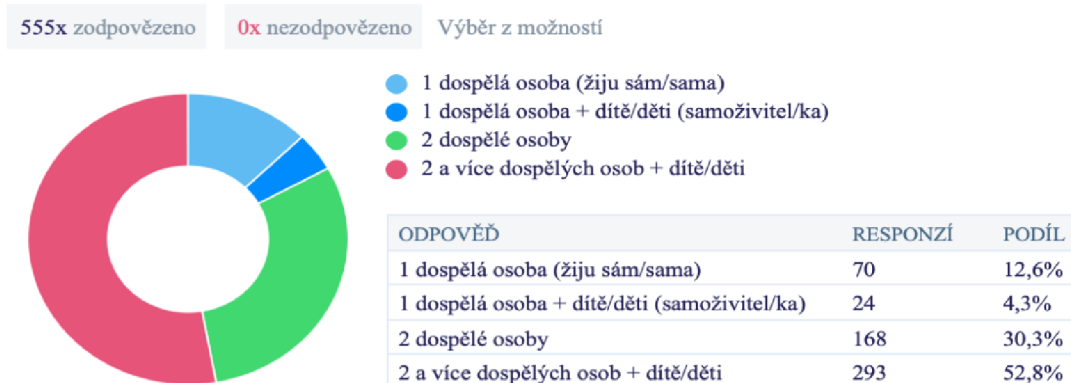 555x zodpovězeno 0x nezodpovězeno Výběr z možností
1 dospělá osoba (žiju sám/sama)
1 dospělá osoba + dítě/děti (samoživitel/ka)
2 dospělé osoby
2 a více dospělých osob + dítě/děti
ODPOVĚĎ RESPONZÍ PODÍL
1 dospělá osoba (žiju sám/sama) 70 12,6%
1 dospělá osoba + dítě/děti (samoživitel/ka) 24 4,3%
2 dospělé osoby 168 30,3%
2 a více dospělých osob + dítě/děti 293 52,8%